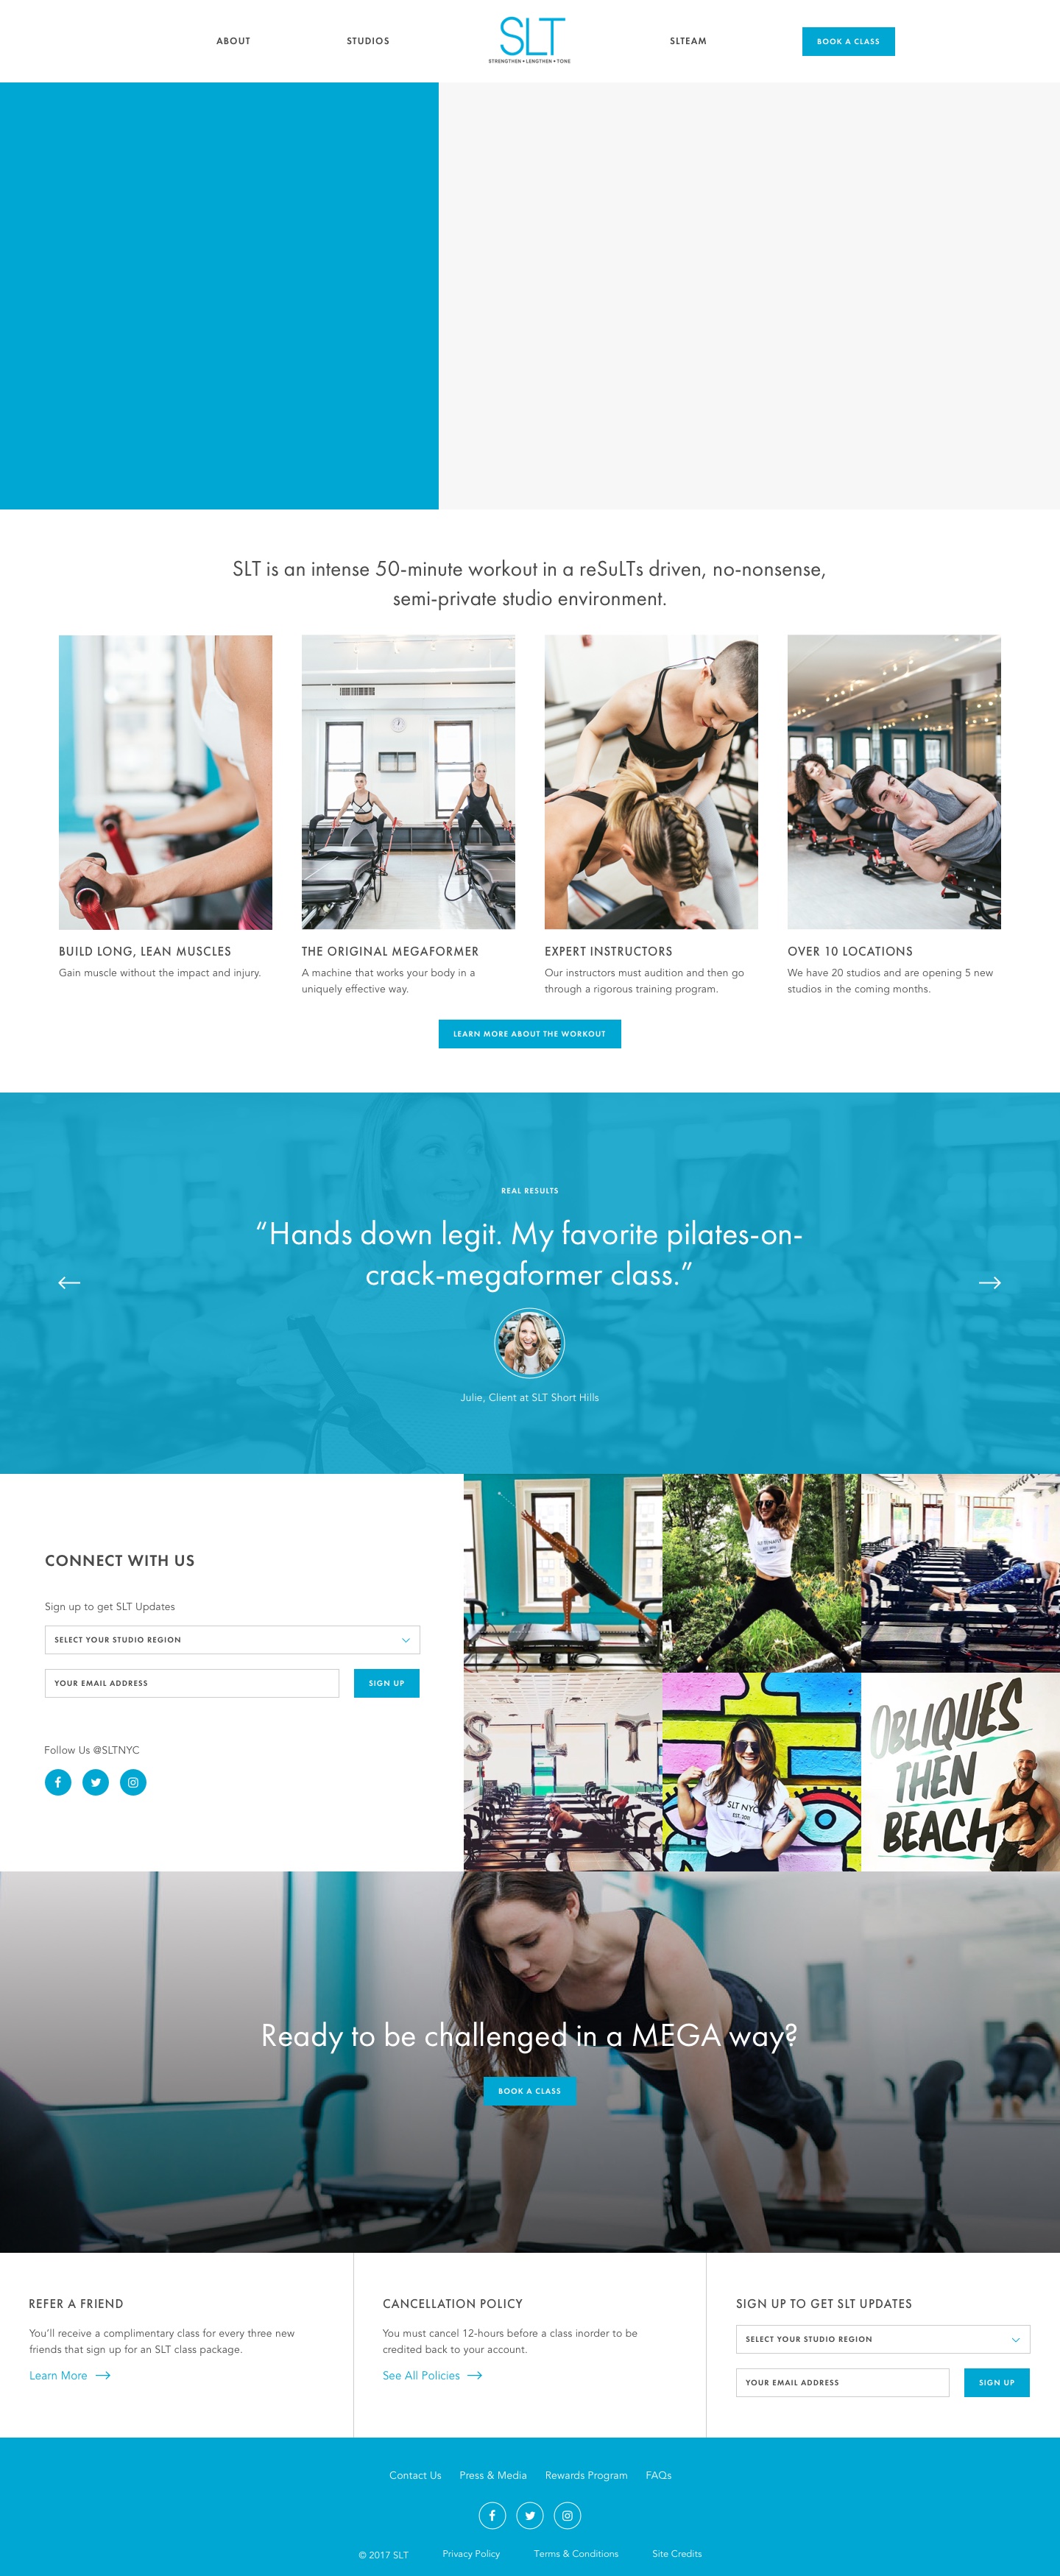 ABOUT
STUDIOS
SLT
STRENGTHEN • LENGTHEN • TONE
SLTEAM
BOOK A CLASS
SLT is an intense 50-minute workout in a reSuLTs driven, no-nonsense,
semi-private studio environment.
BUILD LONG, LEAN MUSCLES
Gain muscle without the impact and injury.
THE ORIGINAL MEGAFORMER
A machine that works your body in a
uniquely effective way.
EXPERT INSTRUCTORS
Our instructors must audition and then go
through a rigorous training program.
OVER 10 LOCATIONS
We have 20 studios and are opening 5 new
studios in the coming months.
LEARN MORE ABOUT THE WORKOUT
REAL RESULTS
“Hands down legit. My favorite pilates-on-
crack-megaformer class.”
Julie, Client at SLT Short Hills
CONNECT WITH US
Sign up to get SLT Updates
SELECT YOUR STUDIO REGION
YOUR EMAIL ADDRESS
SIGN UP
Follow Us @SLTNYC
SLT
SLT NYC
EST. 2011
OBLIQUES
THEN
BEACH
Ready to be challenged in a MEGA way?
BOOK A CLASS
REFER A FRIEND
You’ll receive a complimentary class for every three new
friends that sign up for an SLT class package.
Learn More
CANCELLATION POLICY
You must cancel 12-hours before a class inorder to be
credited back to your account.
See All Policies
SIGN UP TO GET SLT UPDATES
SELECT YOUR STUDIO REGION
YOUR EMAIL ADDRESS
SIGN UP
Contact Us
Press & Media
Rewards Program
FAQs
© 2017 SLT
Privacy Policy
Terms & Conditions
Site Credits